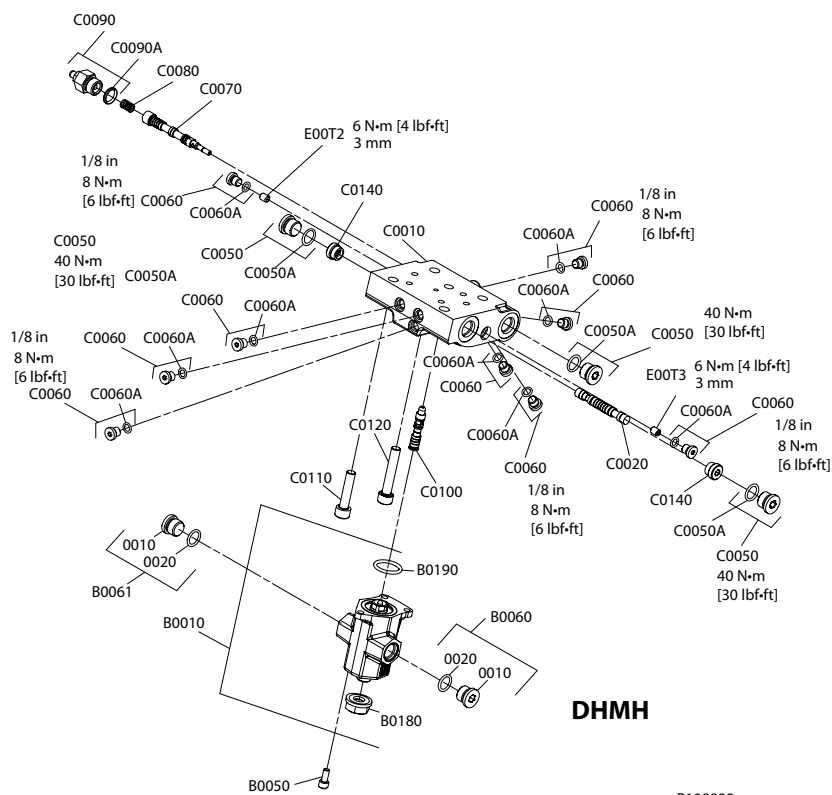 C0090
C0090A
C0080
C0070
E00T2
6 N•m [4 lbf•ft]
3 mm
1/8 in
8 N•m
[6 lbf•ft]
C0060
C0060A
C0140
C0010
C0050
C0050A
C0060
1/8 in
8 N•m
[6 lbf•ft]
C0060A
C0050
40 N•m
[30 lbf•ft]
C0050A
C0060
C0060A
C0060
C0060A
C0050A
C0050
40 N•m
[30 lbf•ft]
1/8 in
8 N•m
[6 lbf•ft]
C0060
C0060A
C0060
C0060A
C0060A
C0060
C0060A
C0060
1/8 in
8 N•m
[6 lbf•ft]
E00T3
6 N•m [4 lbf•ft]
3 mm
C0060A
C0060
1/8 in
8 N•m
[6 lbf•ft]
C0020
C0140
C0050A
C0050
40 N•m
[30 lbf•ft]
C0120
C0110
C0100
0010
0020
B0061
B0190
B0010
B0060
0020
0010
B0180
B0050
DHMH